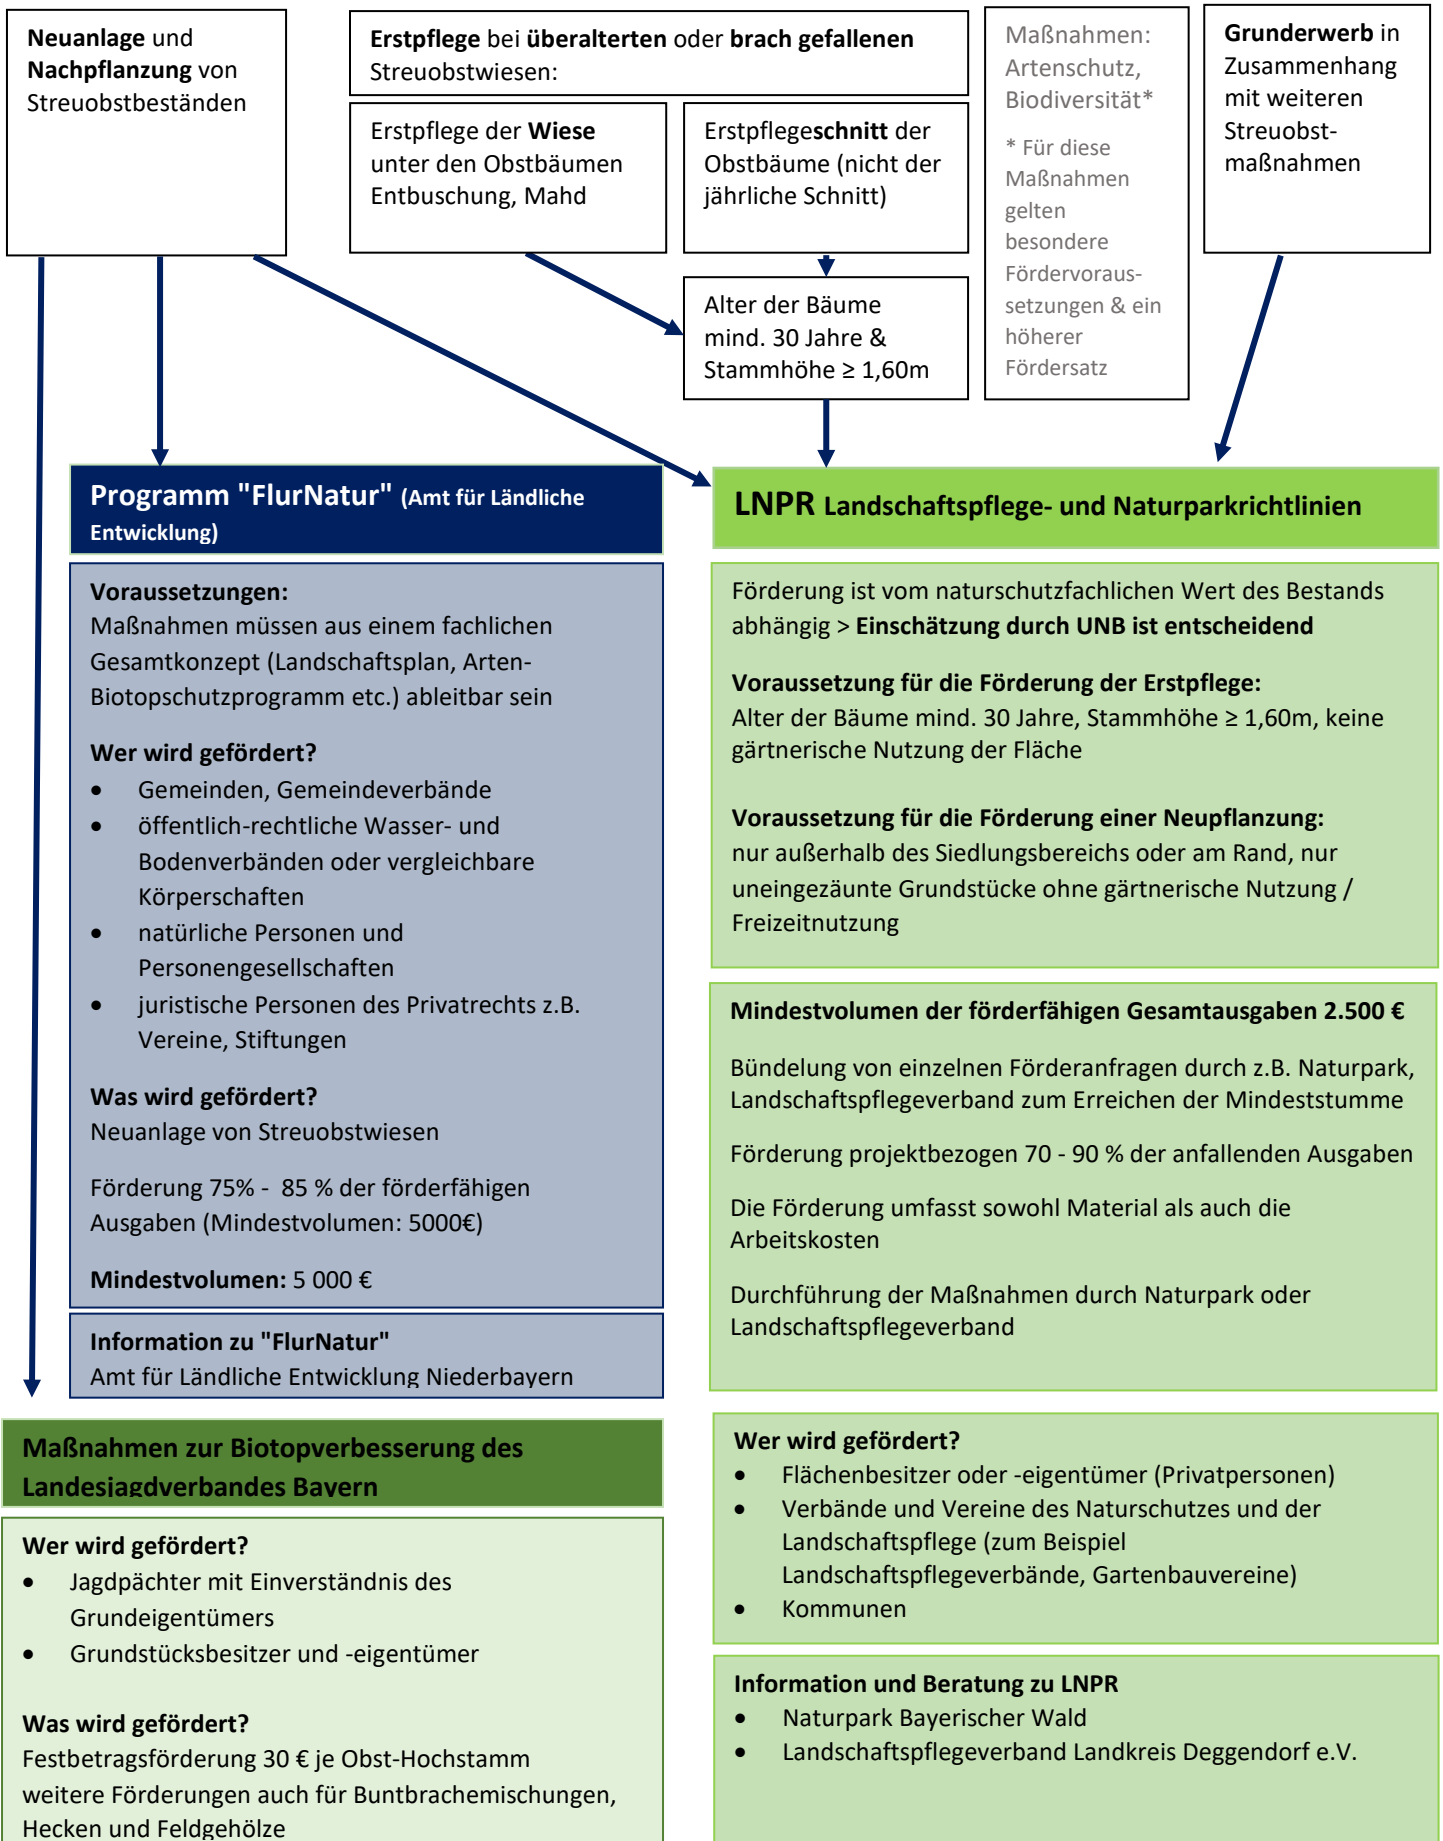 Neuanlage und
Nachpflanzung von
Streuobstbeständen
Erstpflege bei überalterten oder brach gefallenen
Streuobstwiesen:
Erstpflege der Wiese
unter den Obstbäumen
Entbuschung, Mahd
Erstpflegeschnitt der
Obstbäume (nicht der
jährliche Schnitt)
Alter der Bäume
mind. 30 Jahre &
Stammhöhe ≥ 1,60m
Maßnahmen:
Artenschutz,
Biodiversität*
* Für diese
Maßnahmen
gelten
besondere
Fördervoraus-
setzungen & ein
höherer
Fördersatz
Grunderwerb in
Zusammenhang
mit weiteren
Streuobst-
maßnahmen
Programm "FlurNatur" (Amt für Ländliche
Entwicklung)
Voraussetzungen:
Maßnahmen müssen aus einem fachlichen
Gesamtkonzept (Landschaftsplan, Arten-
Biotopschutzprogramm etc.) ableitbar sein
Wer wird gefördert?
• Gemeinden, Gemeindeverbände
• öffentlich-rechtliche Wasser- und
Bodenverbänden oder vergleichbare
Körperschaften
• natürliche Personen und
Personengesellschaften
• juristische Personen des Privatrechts z.B.
Vereine, Stiftungen
Was wird gefördert?
Neuanlage von Streuobstwiesen
Förderung 75% - 85 % der förderfähigen
Ausgaben (Mindestvolumen: 5000€)
Mindestvolumen: 5 000 €
Information zu "FlurNatur"
Amt für Ländliche Entwicklung Niederbayern
Maßnahmen zur Biotopverbesserung des
Landesjagdverbandes Bayern
Wer wird gefördert?
• Jagdpächter mit Einverständnis des
Grundeigentümers
• Grundstücksbesitzer und -eigentümer
Was wird gefördert?
Festbetragsförderung 30 € je Obst-Hochstamm
weitere Förderungen auch für Buntbrachemischungen,
Hecken und Feldgehölze
LNPR Landschaftspflege- und Naturparkrichtlinien
Förderung ist vom naturschutzfachlichen Wert des Bestands
abhängig > Einschätzung durch UNB ist entscheidend
Voraussetzung für die Förderung der Erstpflege:
Alter der Bäume mind. 30 Jahre, Stammhöhe ≥ 1,60m, keine
gärtnerische Nutzung der Fläche
Voraussetzung für die Förderung einer Neupflanzung:
nur außerhalb des Siedlungsbereichs oder am Rand, nur
uneingezäunte Grundstücke ohne gärtnerische Nutzung /
Freizeitnutzung
Mindestvolumen der förderfähigen Gesamtausgaben 2.500 €
Bündelung von einzelnen Förderanfragen durch z.B. Naturpark,
Landschaftspflegeverband zum Erreichen der Mindeststumme
Förderung projektbezogen 70 - 90 % der anfallenden Ausgaben
Die Förderung umfasst sowohl Material als auch die
Arbeitskosten
Durchführung der Maßnahmen durch Naturpark oder
Landschaftspflegeverband
Wer wird gefördert?
• Flächenbesitzer oder -eigentümer (Privatpersonen)
• Verbände und Vereine des Naturschutzes und der
Landschaftspflege (zum Beispiel
Landschaftspflegeverbände, Gartenbauvereine)
• Kommunen
Information und Beratung zu LNPR
• Naturpark Bayerischer Wald
• Landschaftspflegeverband Landkreis Deggendorf e.V.